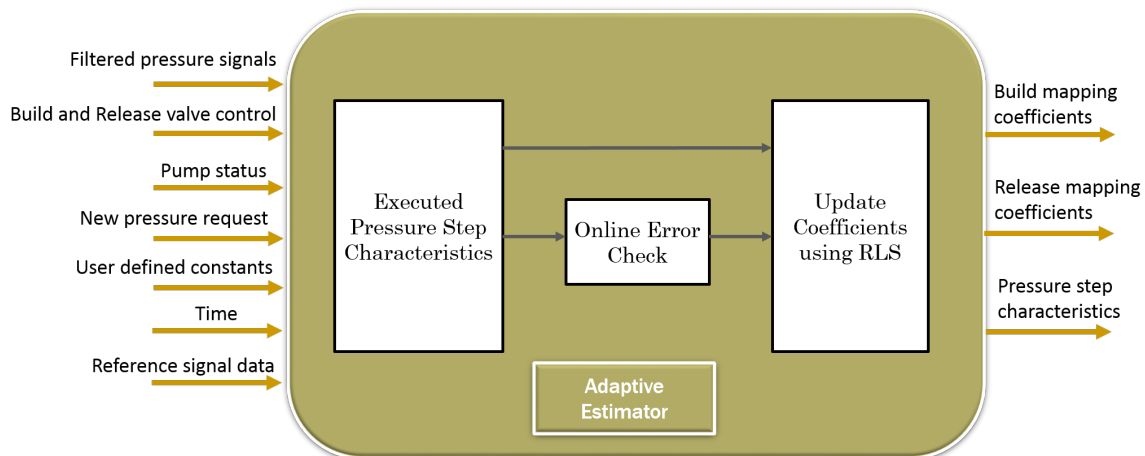 Filtered pressure signals
Build and Release valve control
Pump status
New pressure request
User defined constants
Time
Reference signal data
Executed
Pressure Step
Characteristics
Online Error
Check
Update
Coefficients
using RLS
Adaptive
Estimator
Build mapping
coefficients
Release mapping
coefficients
Pressure step
characteristics